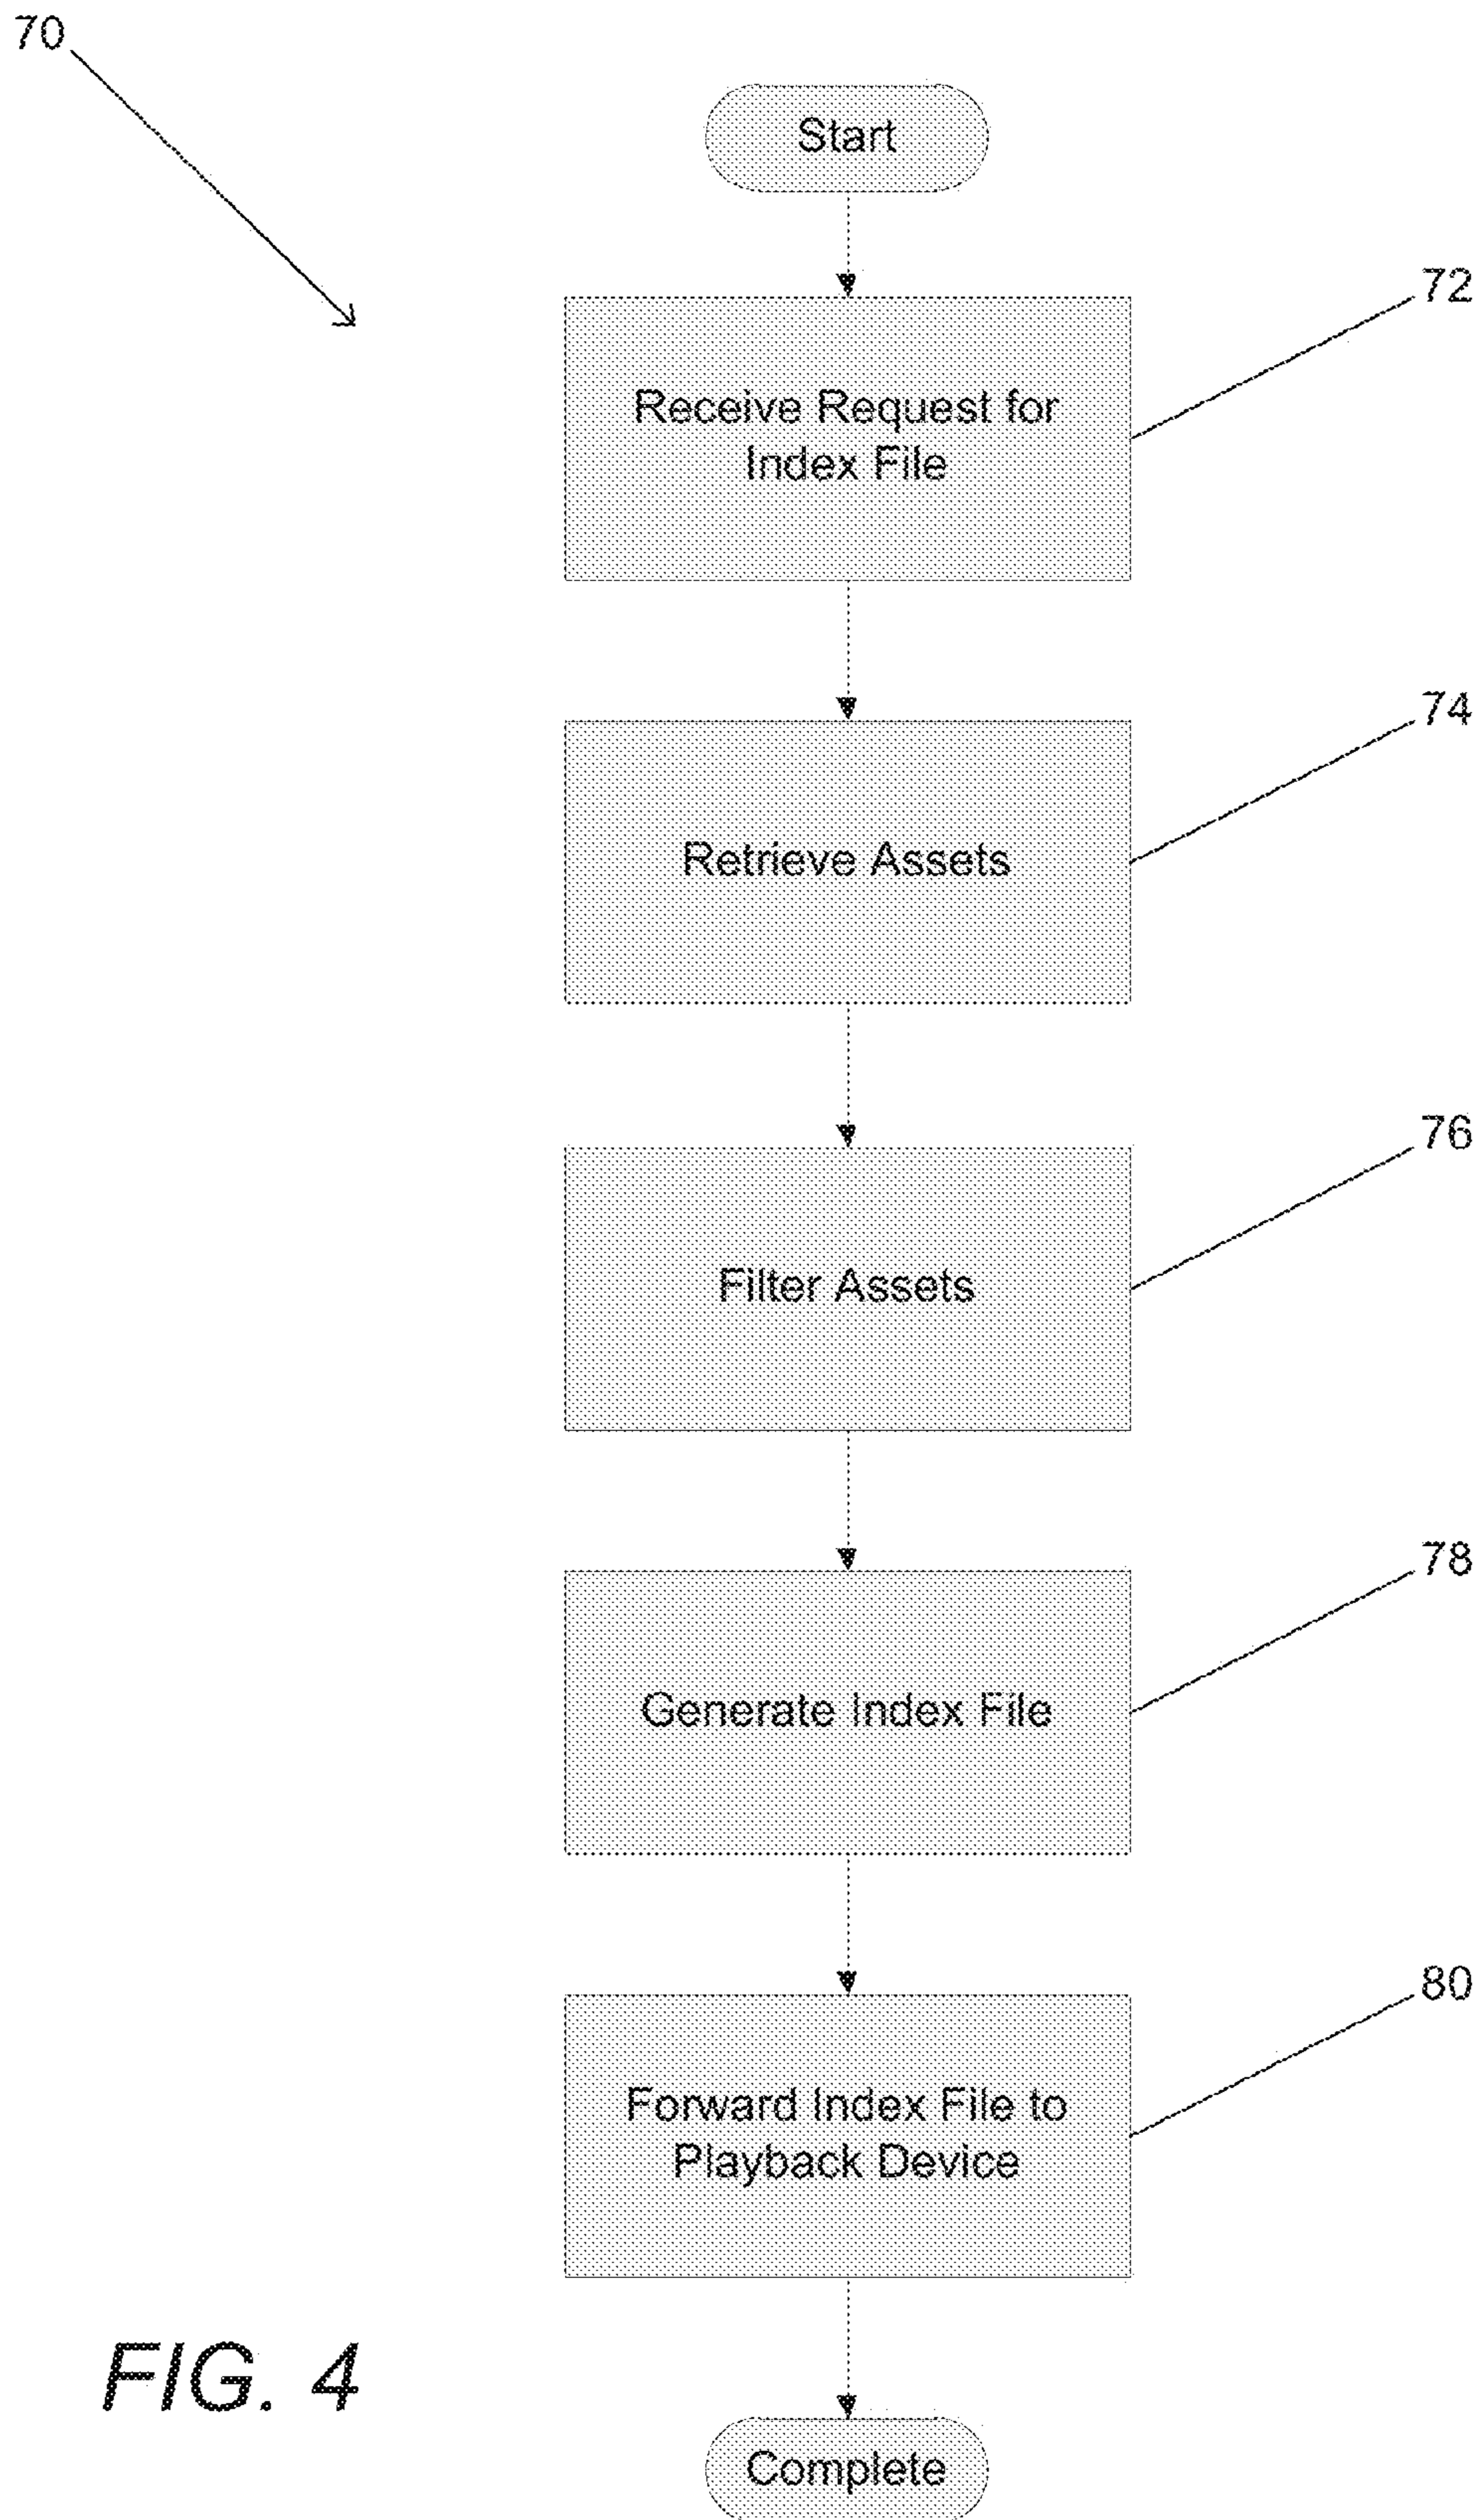 70
Start
72
Receive Request for
Index File
74
Retrieve Assets
76
Filter Assets
78
Generate Index File
80
Forward Index File to
Playback Device
FIG. 4
Complete